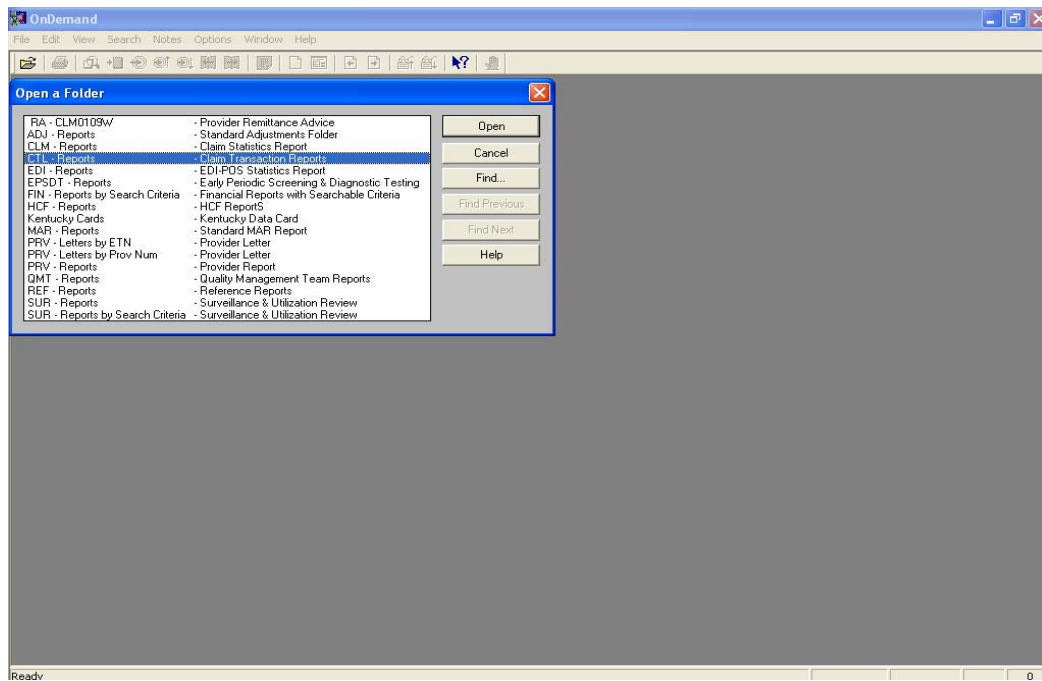 OnDemand
File Edit View Search Notes Options Window Help
Open a Folder
RA - CLM0109W - Provider Remittance Advice
ADJ - Reports - Standard Adjustments Folder
CLM - Reports - Claim Statistics Report
CTL - Reports - Claim Transaction Reports
EDI - Reports - EDI-POS Statistics Report
EPSDT - Reports - Early Periodic Screening & Diagnostic Testing
FIN - Reports by Search Criteria - Financial Reports with Searchable Criteria
HCF - Reports - HCF ReportS
Kentucky Cards - Kentucky Data Card
MAR - Reports - Standard MAR Report
PRV - Letters by ETN - Provider Letter
PRV - Letters by Prov Num - Provider Letter
PRV - Reports - Provider Report
QMT - Reports - Quality Management Team Reports
REF - Reports - Reference Reports
SUR - Reports - Surveillance & Utilization Review
SUR - Reports by Search Criteria - Surveillance & Utilization Review
Open
Cancel
Find...
Find Previous
Find Next
Help
Ready
0